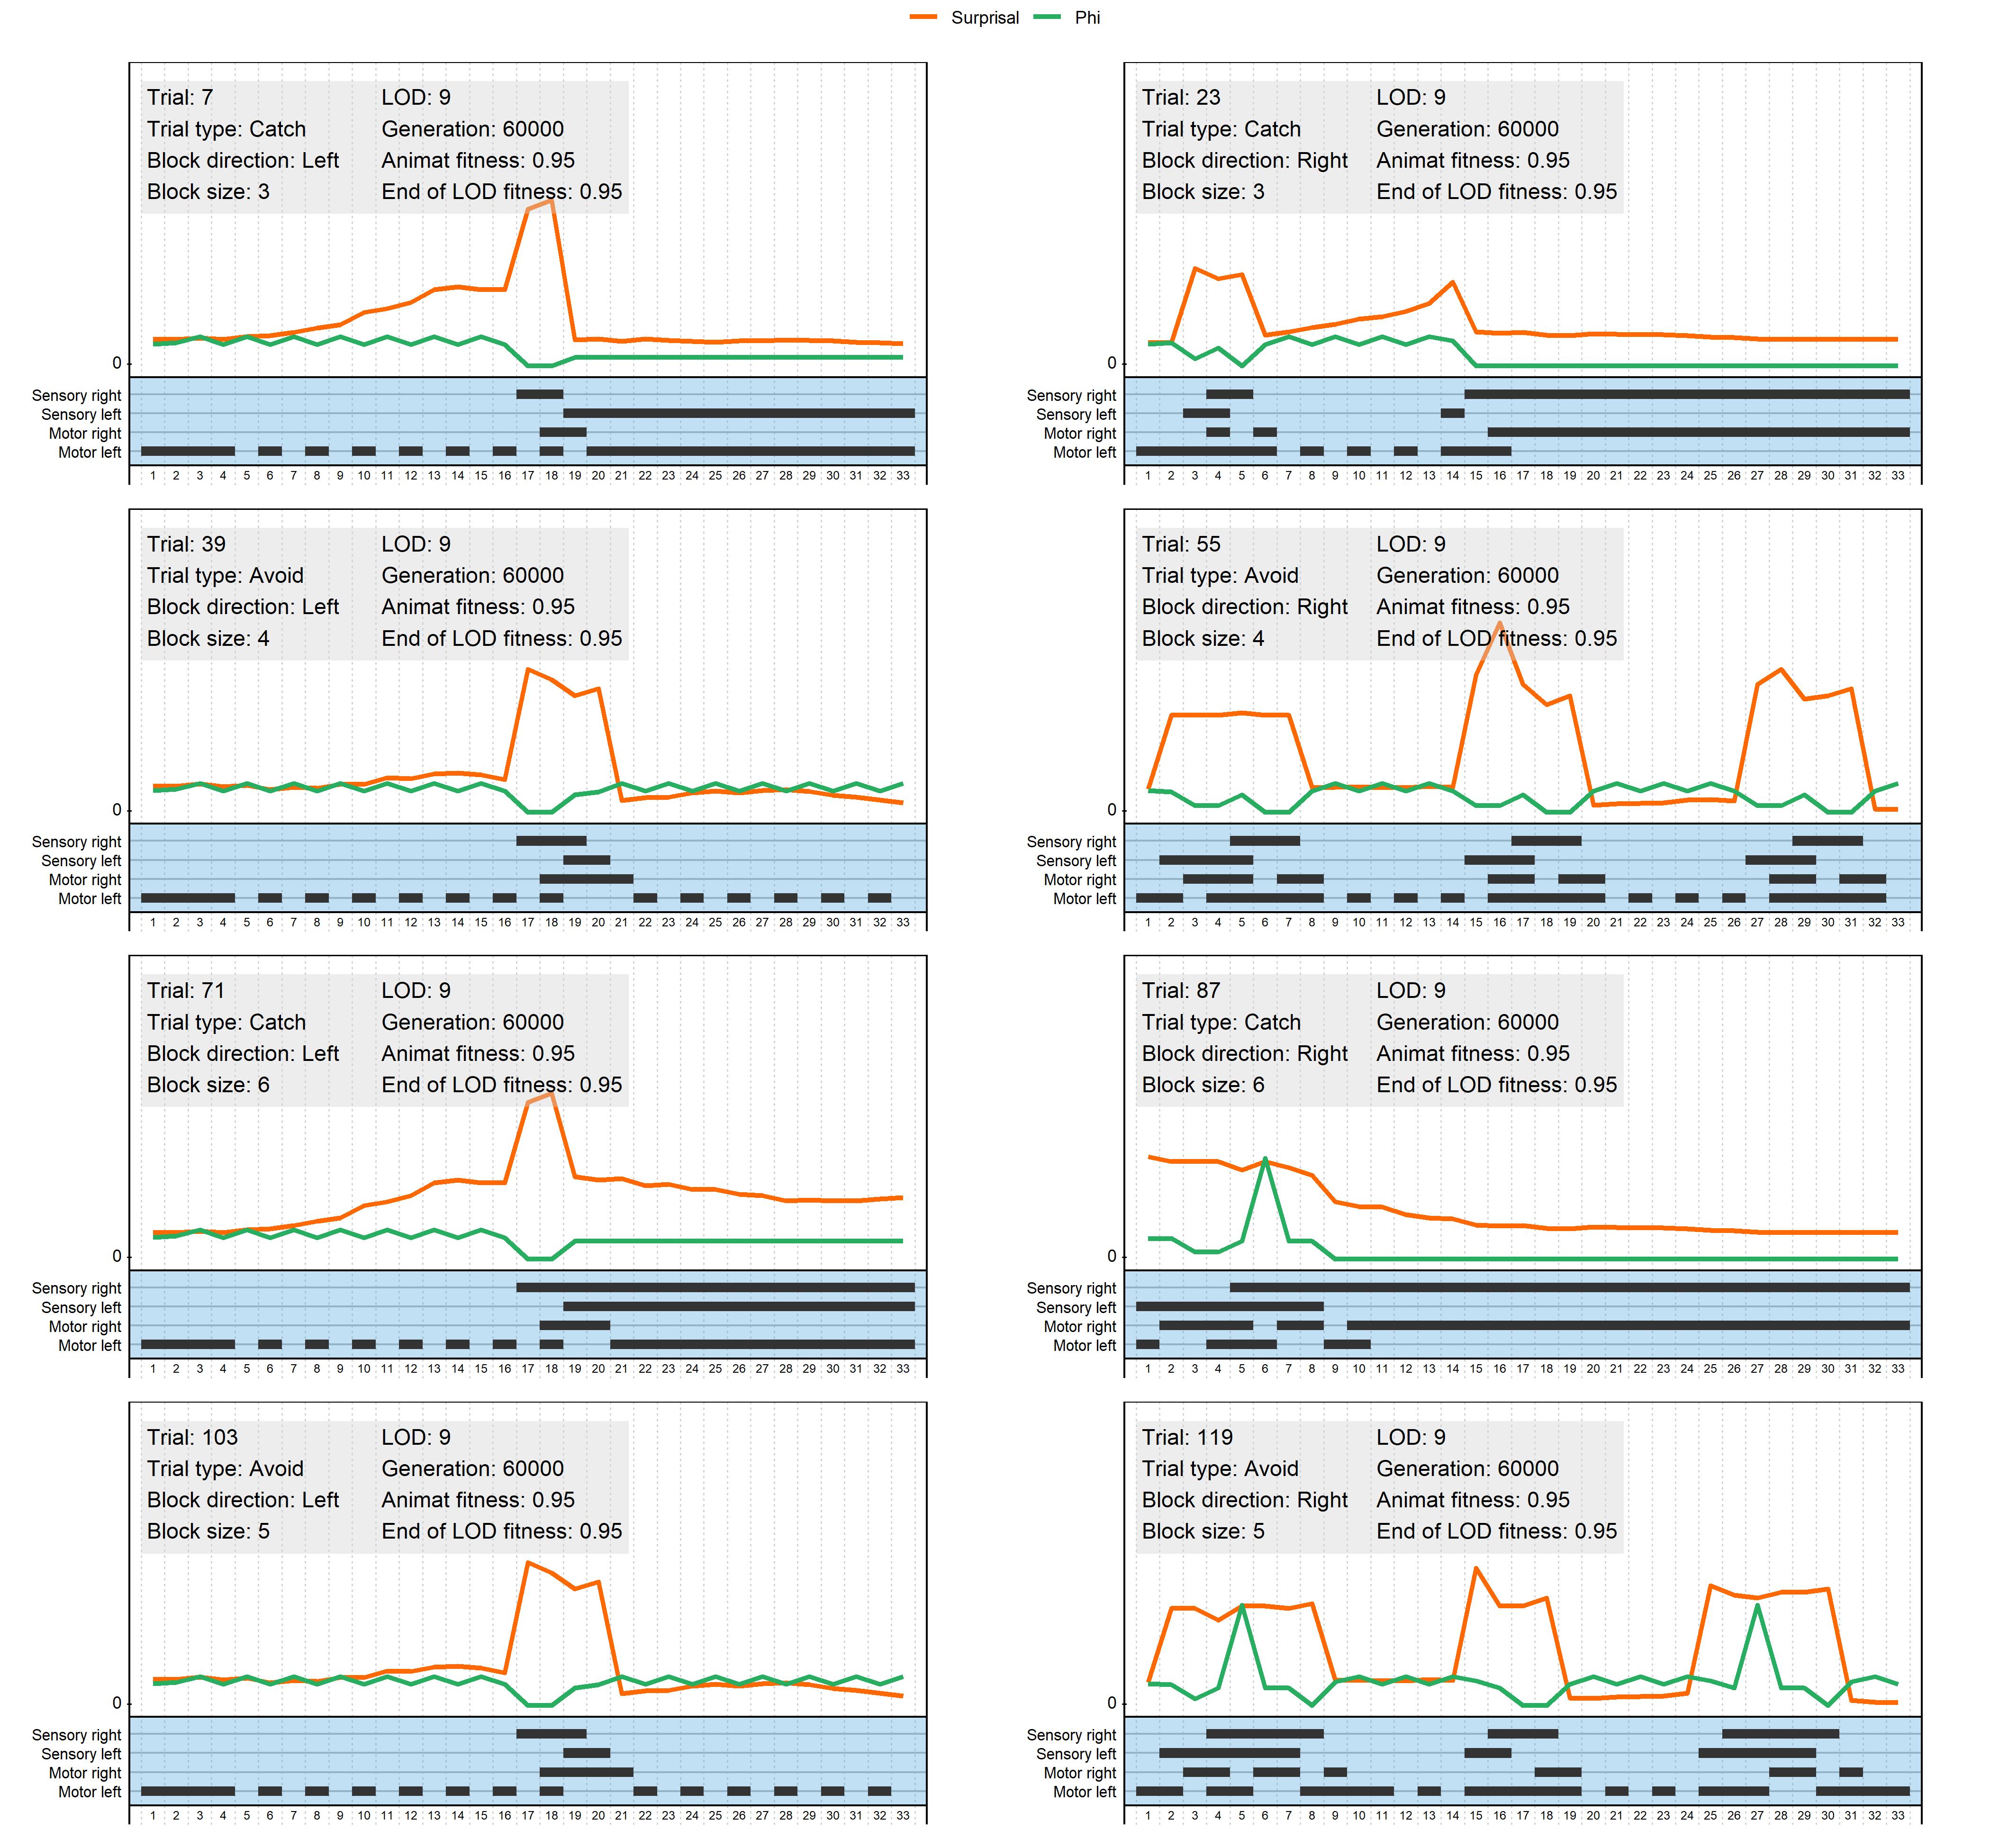 Surprisal Phi
Trial: 7 LOD: 9
Trial type: Catch Generation: 60000
Block direction: Left Animat fitness: 0.95
Block size: 3 End of LOD fitness: 0.95
0
Sensory right
Sensory left
Motor right
Motor left
1 2 3 4 5 6 7 8 9 10 11 12 13 14 15 16 17 18 19 20 21 22 23 24 25 26 27 28 29 30 31 32 33
Trial: 23 LOD: 9
Trial type: Catch Generation: 60000
Block direction: Right Animat fitness: 0.95
Block size: 3 End of LOD fitness: 0.95
0
Sensory right
Sensory left
Motor right
Motor left
1 2 3 4 5 6 7 8 9 10 11 12 13 14 15 16 17 18 19 20 21 22 23 24 25 26 27 28 29 30 31 32 33
Trial: 39 LOD: 9
Trial type: Avoid Generation: 60000
Block direction: Left Animat fitness: 0.95
Block size: 4 End of LOD fitness: 0.95
0
Sensory right
Sensory left
Motor right
Motor left
1 2 3 4 5 6 7 8 9 10 11 12 13 14 15 16 17 18 19 20 21 22 23 24 25 26 27 28 29 30 31 32 33
Trial: 55 LOD: 9
Trial type: Avoid Generation: 60000
Block direction: Right Animat fitness: 0.95
Block size: 4 End of LOD fitness: 0.95
0
Sensory right
Sensory left
Motor right
Motor left
1 2 3 4 5 6 7 8 9 10 11 12 13 14 15 16 17 18 19 20 21 22 23 24 25 26 27 28 29 30 31 32 33
Trial: 71 LOD: 9
Trial type: Catch Generation: 60000
Block direction: Left Animat fitness: 0.95
Block size: 6 End of LOD fitness: 0.95
0
Sensory right
Sensory left
Motor right
Motor left
1 2 3 4 5 6 7 8 9 10 11 12 13 14 15 16 17 18 19 20 21 22 23 24 25 26 27 28 29 30 31 32 33
Trial: 87 LOD: 9
Trial type: Catch Generation: 60000
Block direction: Right Animat fitness: 0.95
Block size: 6 End of LOD fitness: 0.95
0
Sensory right
Sensory left
Motor right
Motor left
1 2 3 4 5 6 7 8 9 10 11 12 13 14 15 16 17 18 19 20 21 22 23 24 25 26 27 28 29 30 31 32 33
Trial: 103 LOD: 9
Trial type: Avoid Generation: 60000
Block direction: Left Animat fitness: 0.95
Block size: 5 End of LOD fitness: 0.95
0
Sensory right
Sensory left
Motor right
Motor left
1 2 3 4 5 6 7 8 9 10 11 12 13 14 15 16 17 18 19 20 21 22 23 24 25 26 27 28 29 30 31 32 33
Trial: 119 LOD: 9
Trial type: Avoid Generation: 60000
Block direction: Right Animat fitness: 0.95
Block size: 5 End of LOD fitness: 0.95
0
Sensory right
Sensory left
Motor right
Motor left
1 2 3 4 5 6 7 8 9 10 11 12 13 14 15 16 17 18 19 20 21 22 23 24 25 26 27 28 29 30 31 32 33